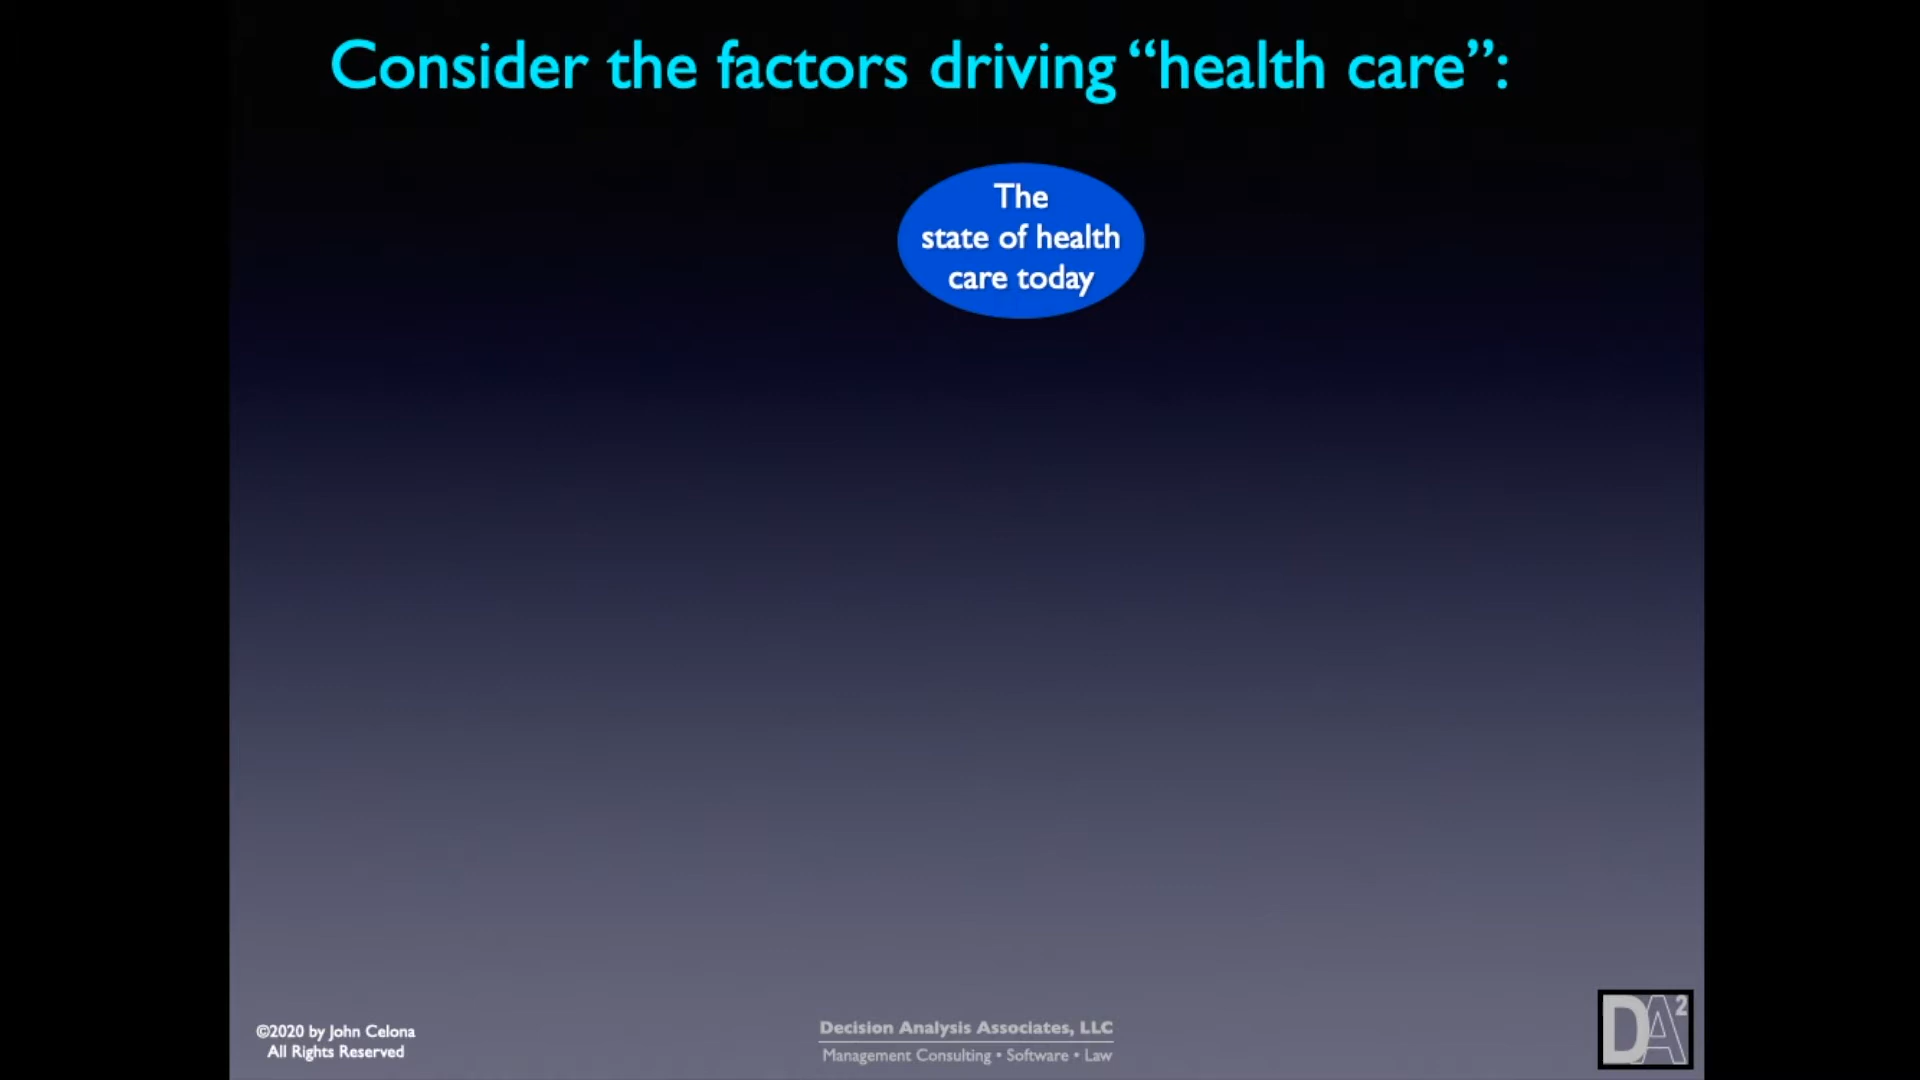 Consider the factors driving “health care”:
The
state of health
care today
©2020 by John Celona
All Rights Reserved
Decision Analysis Associates, LLC
Management Consulting • Software • Law
DA2